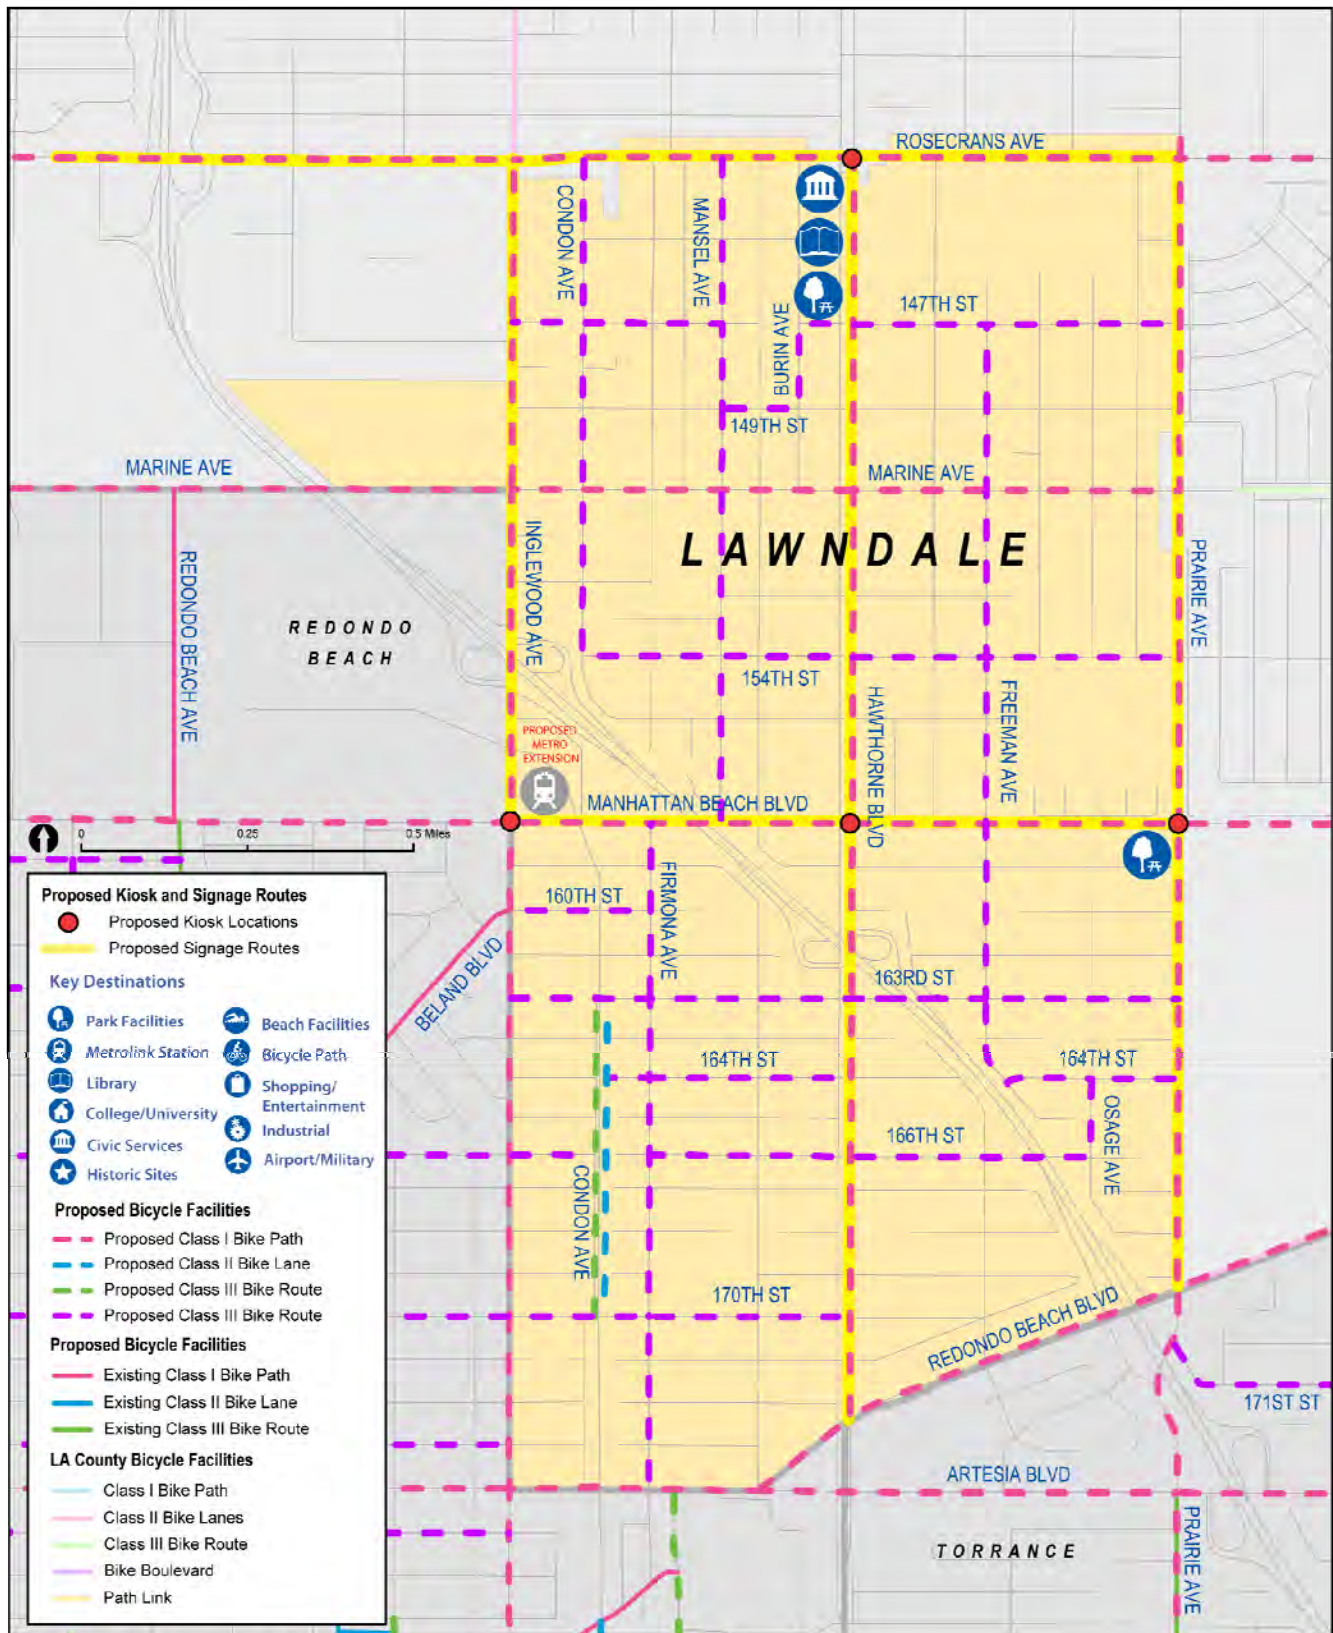 ROSECRANS AVE
CONDON AVE
MANSEL AVE
147TH ST
BURIN AVE
149TH ST
MARINE AVE
MARINE AVE
LAWNDALE
REDONDO BEACH AVE
INGLEWOOD AVE
PRAIRIE AVE
REDONDO
BEACH
154TH ST
HAWTHORNE BLVD
FREEMAN AVE
PROPOSED
METRO
EXTENSION
MANHATTAN BEACH BLVD
0 0.25 0.5 Miles
FIRMONA AVE
160TH ST
BELAND BLVD
163RD ST
164TH ST
164TH ST
OSAGE AVE
166TH ST
CONDON AVE
170TH ST
REDONDO BEACH BLVD
171ST ST
ARTESIA BLVD
PRAIRIE AVE
TORRANCE
Proposed Kiosk and Signage Routes
Proposed Kiosk Locations
Proposed Signage Routes
Key Destinations
Park Facilities
Beach Facilities
Metrolink Station
Bicycle Path
Library
Shopping/
Entertainment
College/University
Industrial
Civic Services
Airport/Military
Historic Sites
Proposed Bicycle Facilities
Proposed Class I Bike Path
Proposed Class II Bike Lane
Proposed Class III Bike Route
Proposed Class III Bike Route
Proposed Bicycle Facilities
Existing Class I Bike Path
Existing Class II Bike Lane
Existing Class III Bike Route
LA County Bicycle Facilities
Class I Bike Path
Class II Bike Lanes
Class III Bike Route
Bike Boulevard
Path Link